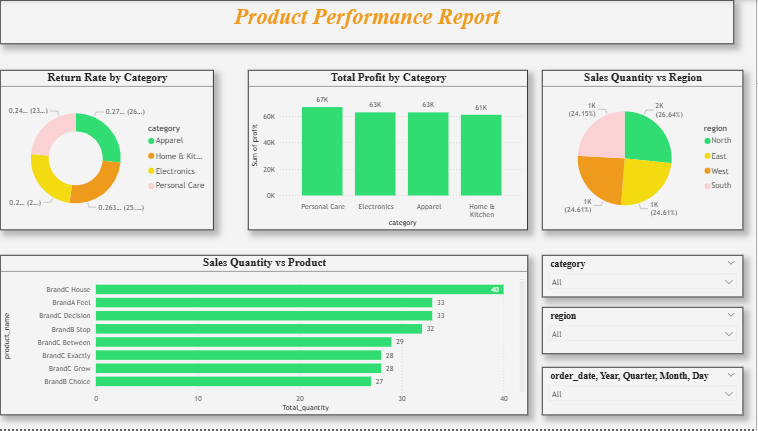 Product Performance Report
Return Rate by Category
0.24... (23...)
0.27... (26...)
0.2... (2...)
0.263... (25....)
category
Apparel
Home & Kit...
Electronics
Personal Care
Total Profit by Category
Sum of profit
60K
40K
20K
0K
67K
63K
63K
61K
Personal Care
Electronics
Apparel
Home &
Kitchen
category
Sales Quantity vs Region
1K
(24.15%)
2K
(26.64%)
1K
(24.61%)
1K
(24.61%)
region
North
East
West
South
Sales Quantity vs Product
product_name
BrandC House 40
BrandA Feel 33
BrandC Decision 33
BrandB Stop 32
BrandC Between 29
BrandC Exactly 28
BrandC Grow 28
BrandB Choice 27
0 10 20 30 40
Total_quantity
category
All
region
All
order_date, Year, Quarter, Month, Day
All